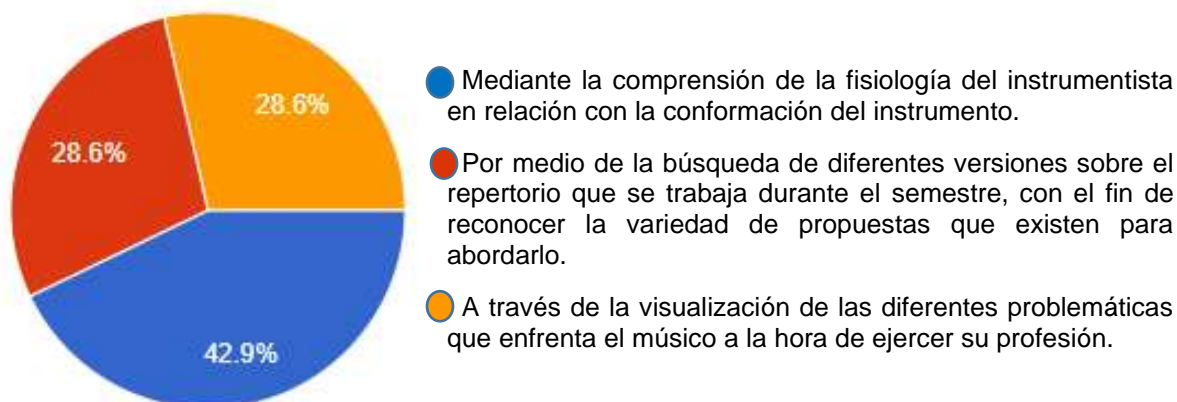 28.6%
28.6%
42.9%
Mediante la comprensión de la fisiología del instrumentista
en relación con la conformación del instrumento.
Por medio de la búsqueda de diferentes versiones sobre el
repertorio que se trabaja durante el semestre, con el fin de
reconocer la variedad de propuestas que existen para
abordarlo.
A través de la visualización de las diferentes problemáticas
que enfrenta el músico a la hora de ejercer su profesión.